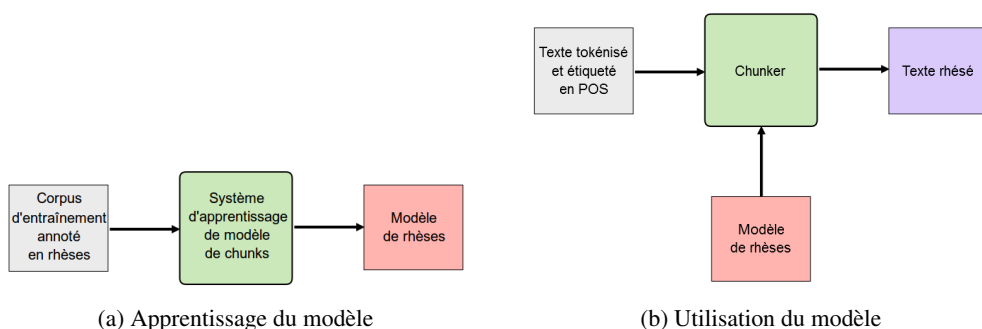 Corpus
d'entraînement
annoté
en rhèses
Système
d'apprentissage
de modèle
de chunks
Modèle
de rhèses
(a) Apprentissage du modèle
Texte tokénisé
et étiqueté
en POS
Chunker
Texte rhésé
Modèle
de rhèses
(b) Utilisation du modèle